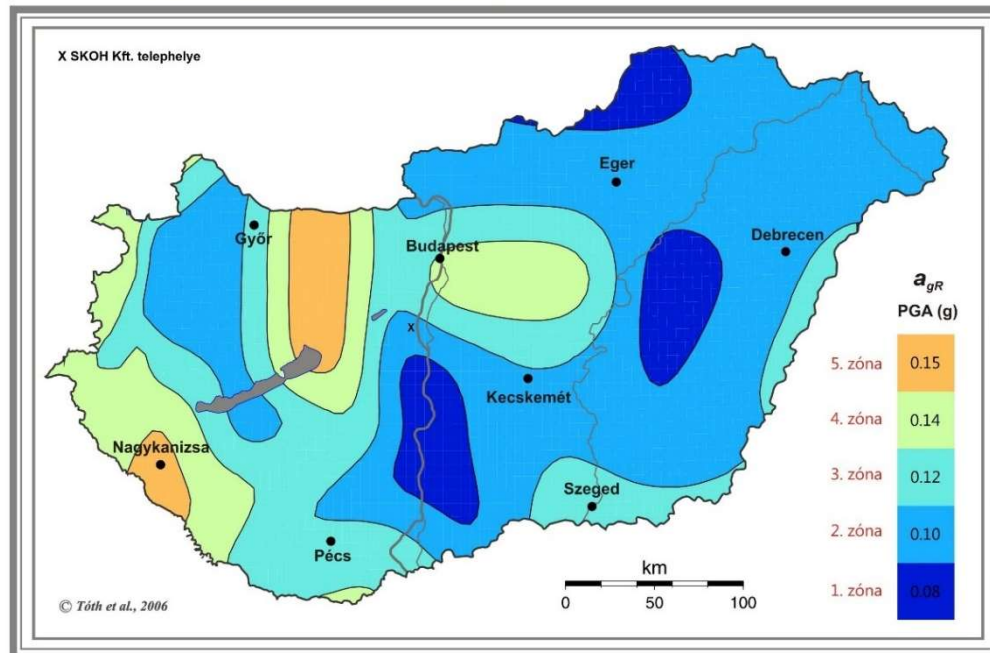 X SKOH Kft. telephelye
Eger
Győr
Budapest
Debrecen
a_gR
PGA (g)
x
5. zóna 0.15
Kecskemét
4. zóna 0.14
Nagykanizsa
3. zóna 0.12
Szeged
2. zóna 0.10
Pécs
km
1. zóna 0.08
0 50 100
© Tóth et al., 2006